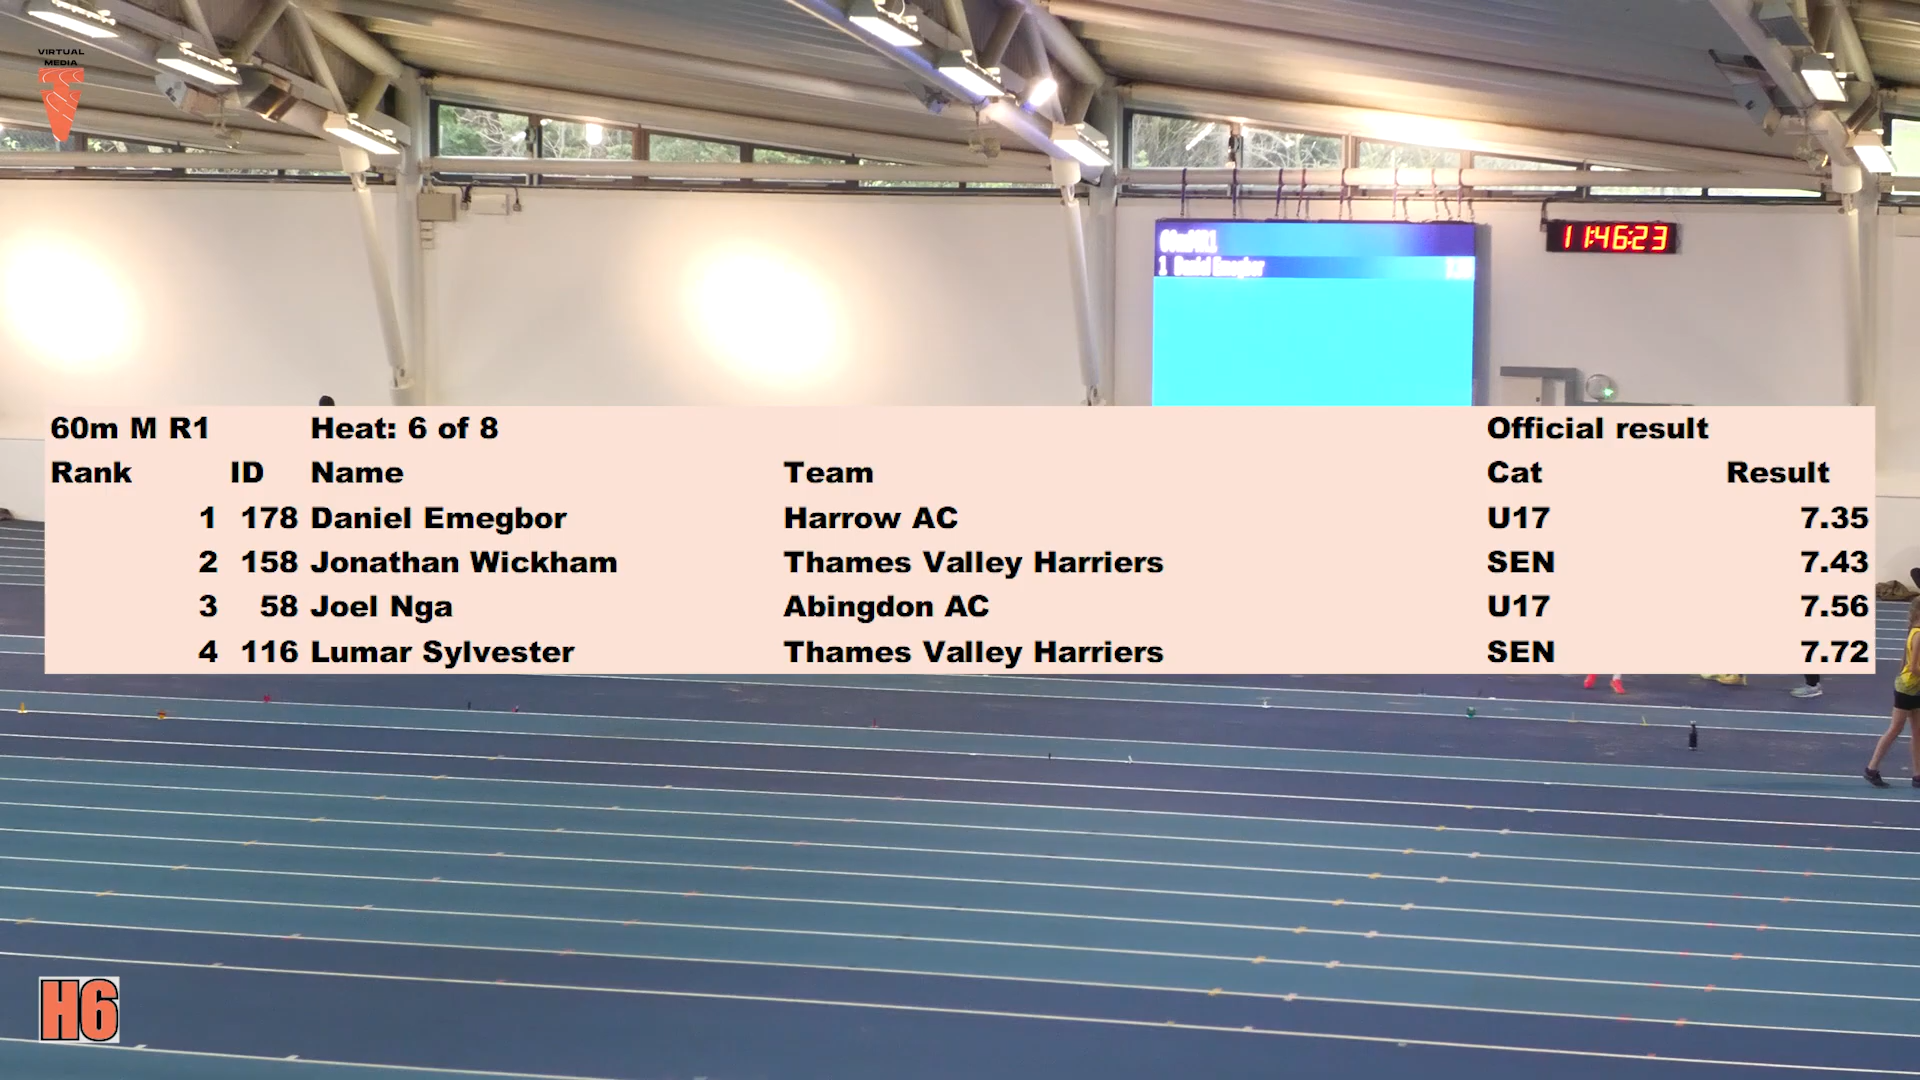 VIRTUAL
MEDIA
11:46:23
60m M R1 Heat: 6 of 8 Official result
Rank ID Name Team Cat Result
1 178 Daniel Emegbor Harrow AC U17 7.35
2 158 Jonathan Wickham Thames Valley Harriers SEN 7.43
3 58 Joel Nga Abingdon AC U17 7.56
4 116 Lumar Sylvester Thames Valley Harriers SEN 7.72
1 Daniel Emegbor
H6